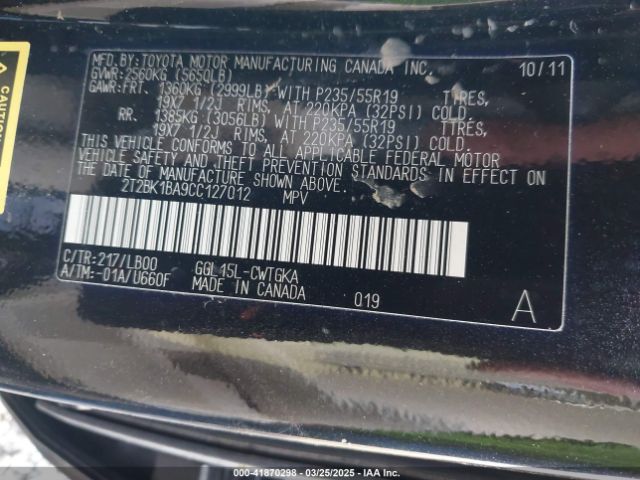 MFD. BY: TOYOTA MOTOR MANUFACTURING CANADA INC. 10/11
GVWR: 2560KG (5650LB)
GAWR: FRT. 1360KG (2999LB) WITH P235/55R19 TIRES,
19X7 1/2J RIMS, AT 220KPA (32PSI) COLD.
RR. 1385KG (3056LB) WITH P235/55R19 TIRES,
19X7 1/2J RIMS, AT 220KPA (32PSI) COLD.
THIS VEHICLE CONFORMS TO ALL APPLICABLE FEDERAL MOTOR
VEHICLE SAFETY AND THEFT PREVENTION STANDARDS IN EFFECT ON
THE DATE OF MANUFACTURE SHOWN ABOVE.
2T2BK1BA9CC127012 MPV
C/TR: 217/LB00 GGL15L-CWTGKA
A/TM: -01A/U660F MADE IN CANADA 019 A
CAUTION
000-41870298 - 03/25/2025 - IAA Inc.